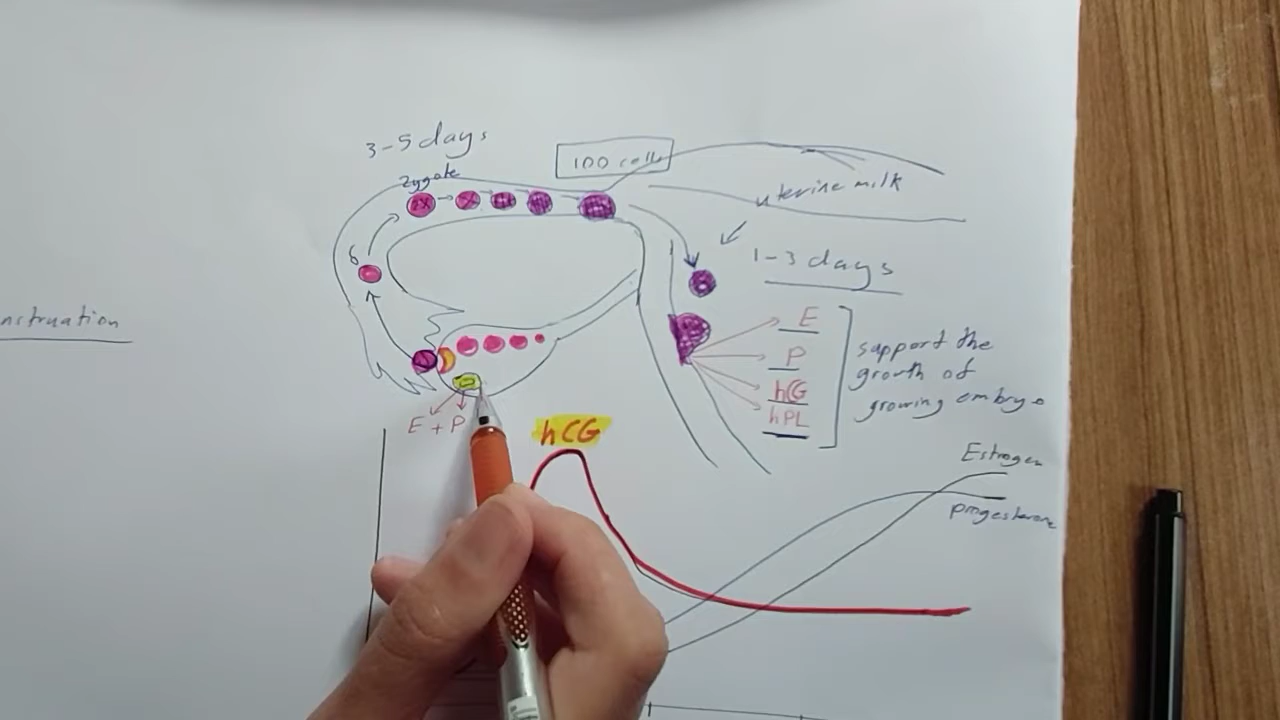 3-5 days
zygote
100 cells
uterine milk
1-3 days
nstruation
E
P
hCG
hPL
support the
growth of
growing embryo
E + P
hCG
Estrogen
progesterone